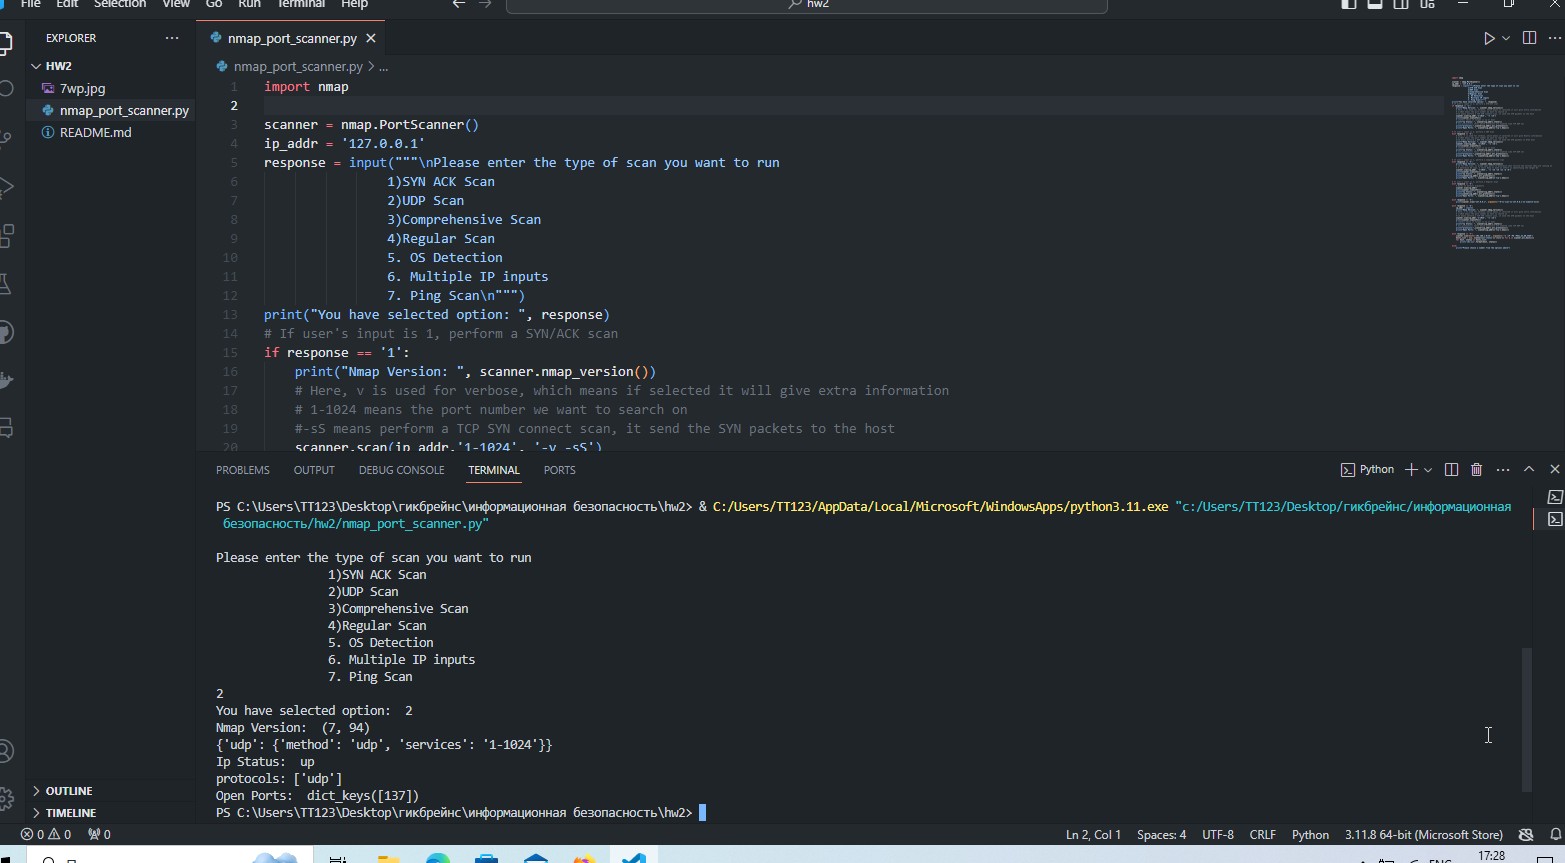 File Edit Selection View Go Run Terminal Help
hw2
EXPLORER
nmap_port_scanner.py
HW2
7wp.jpg
nmap_port_scanner.py
README.md
nmap_port_scanner.py > ...
1 import nmap
2
3 scanner = nmap.PortScanner()
4 ip_addr = '127.0.0.1'
5 response = input("""\nPlease enter the type of scan you want to run
6 1)SYN ACK Scan
7 2)UDP Scan
8 3)Comprehensive Scan
9 4)Regular Scan
10 5. OS Detection
11 6. Multiple IP inputs
12 7. Ping Scan\n""")
13 print("You have selected option: ", response)
14 # If user's input is 1, perform a SYN/ACK scan
15 if response == '1':
16 print("Nmap Version: ", scanner.nmap_version())
17 # Here, v is used for verbose, which means if selected it will give extra information
18 # 1-1024 means the port number we want to search on
19 #-sS means perform a TCP SYN connect scan, it send the SYN packets to the host
20 scanner.scan(ip_addr,'1-1024', '-v -sS')
PROBLEMS OUTPUT DEBUG CONSOLE TERMINAL PORTS
Python
PS C:\Users\TT123\Desktop\гикбрейнс\информационная безопасность\hw2> & C:/Users/TT123/AppData/Local/Microsoft/WindowsApps/python3.11.exe "c:/Users/TT123/Desktop/гикбрейнс/информационная
безопасность/hw2/nmap_port_scanner.py"
Please enter the type of scan you want to run
1)SYN ACK Scan
2)UDP Scan
3)Comprehensive Scan
4)Regular Scan
5. OS Detection
6. Multiple IP inputs
7. Ping Scan
2
You have selected option:  2
Nmap Version:  (7, 94)
{'udp': {'method': 'udp', 'services': '1-1024'}}
Ip Status:  up
protocols: ['udp']
Open Ports:  dict_keys([137])
PS C:\Users\TT123\Desktop\гикбрейнс\информационная безопасность\hw2>
OUTLINE
TIMELINE
0 0 0
Ln 2, Col 1 Spaces: 4 UTF-8 CRLF Python 3.11.8 64-bit (Microsoft Store)
17:28